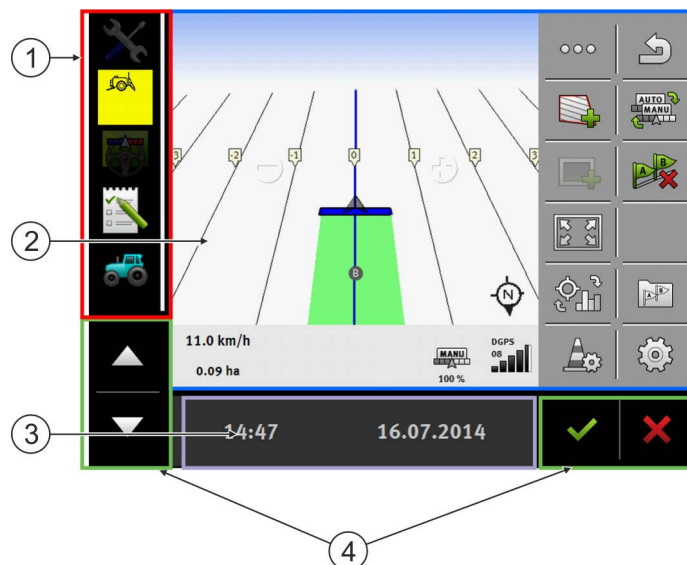 1
2
3
4
AUTO
MANU
A B
A B
3 -2 -1 0 1 2 3
B
N
11.0 km/h
0.09 ha
MANU
100 %
DGPS
08
14:47 16.07.2014